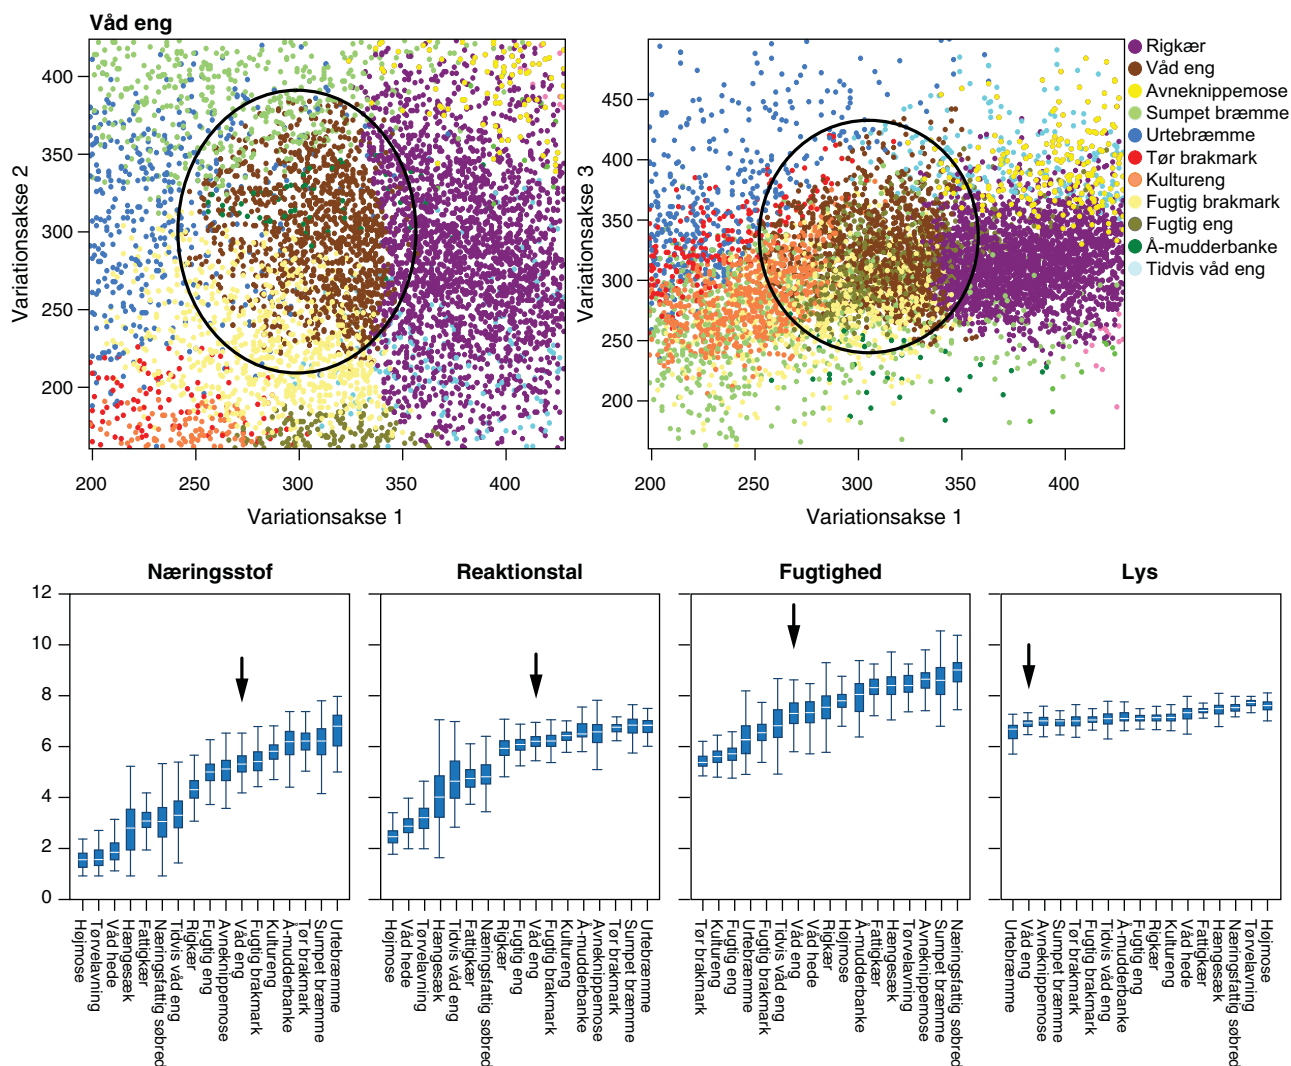 Våd eng
Variationsakse 2
400
350
300
250
200
200
250
300
350
400
Variationsakse 1
Variationsakse 3
450
400
350
300
250
200
200
250
300
350
400
Variationsakse 1
Rigkær
Våd eng
Avneknippemose
Sumpet bræmme
Urtebræmme
Tør brakmark
Kultureng
Fugtig brakmark
Fugtig eng
Å-mudderbanke
Tidvis våd eng
Næringsstof
12
10
8
6
4
2
0
Højmose
Tørvelavning
Våd hede
Hængesæk
Fattigkær
Næringsfattig søbred
Tidvis våd eng
Rigkær
Fugtig eng
Avneknippemose
Våd eng
Fugtig brakmark
Kultureng
Å-mudderbanke
Tør brakmark
Sumpet bræmme
Urtebræmme
Reaktionstal
Højmose
Våd hede
Tørvelavning
Hængesæk
Tidvis våd eng
Fattigkær
Næringsfattig søbred
Rigkær
Fugtig eng
Våd eng
Fugtig brakmark
Kultureng
Å-mudderbanke
Avneknippemose
Tør brakmark
Sumpet bræmme
Urtebræmme
Fugtighed
Tør brakmark
Kultureng
Fugtig eng
Urtebræmme
Fugtig brakmark
Tidvis våd eng
Våd eng
Våd hede
Rigkær
Højmose
Å-mudderbanke
Fattigkær
Hængesæk
Tørvelavning
Avneknippemose
Sumpet bræmme
Næringsfattig søbred
Lys
Urtebræmme
Våd eng
Avneknippemose
Sumpet bræmme
Tør brakmark
Fugtig brakmark
Tidvis våd eng
Å-mudderbanke
Fugtig eng
Rigkær
Kultureng
Våd hede
Fattigkær
Hængesæk
Næringsfattig søbred
Tørvelavning
Højmose